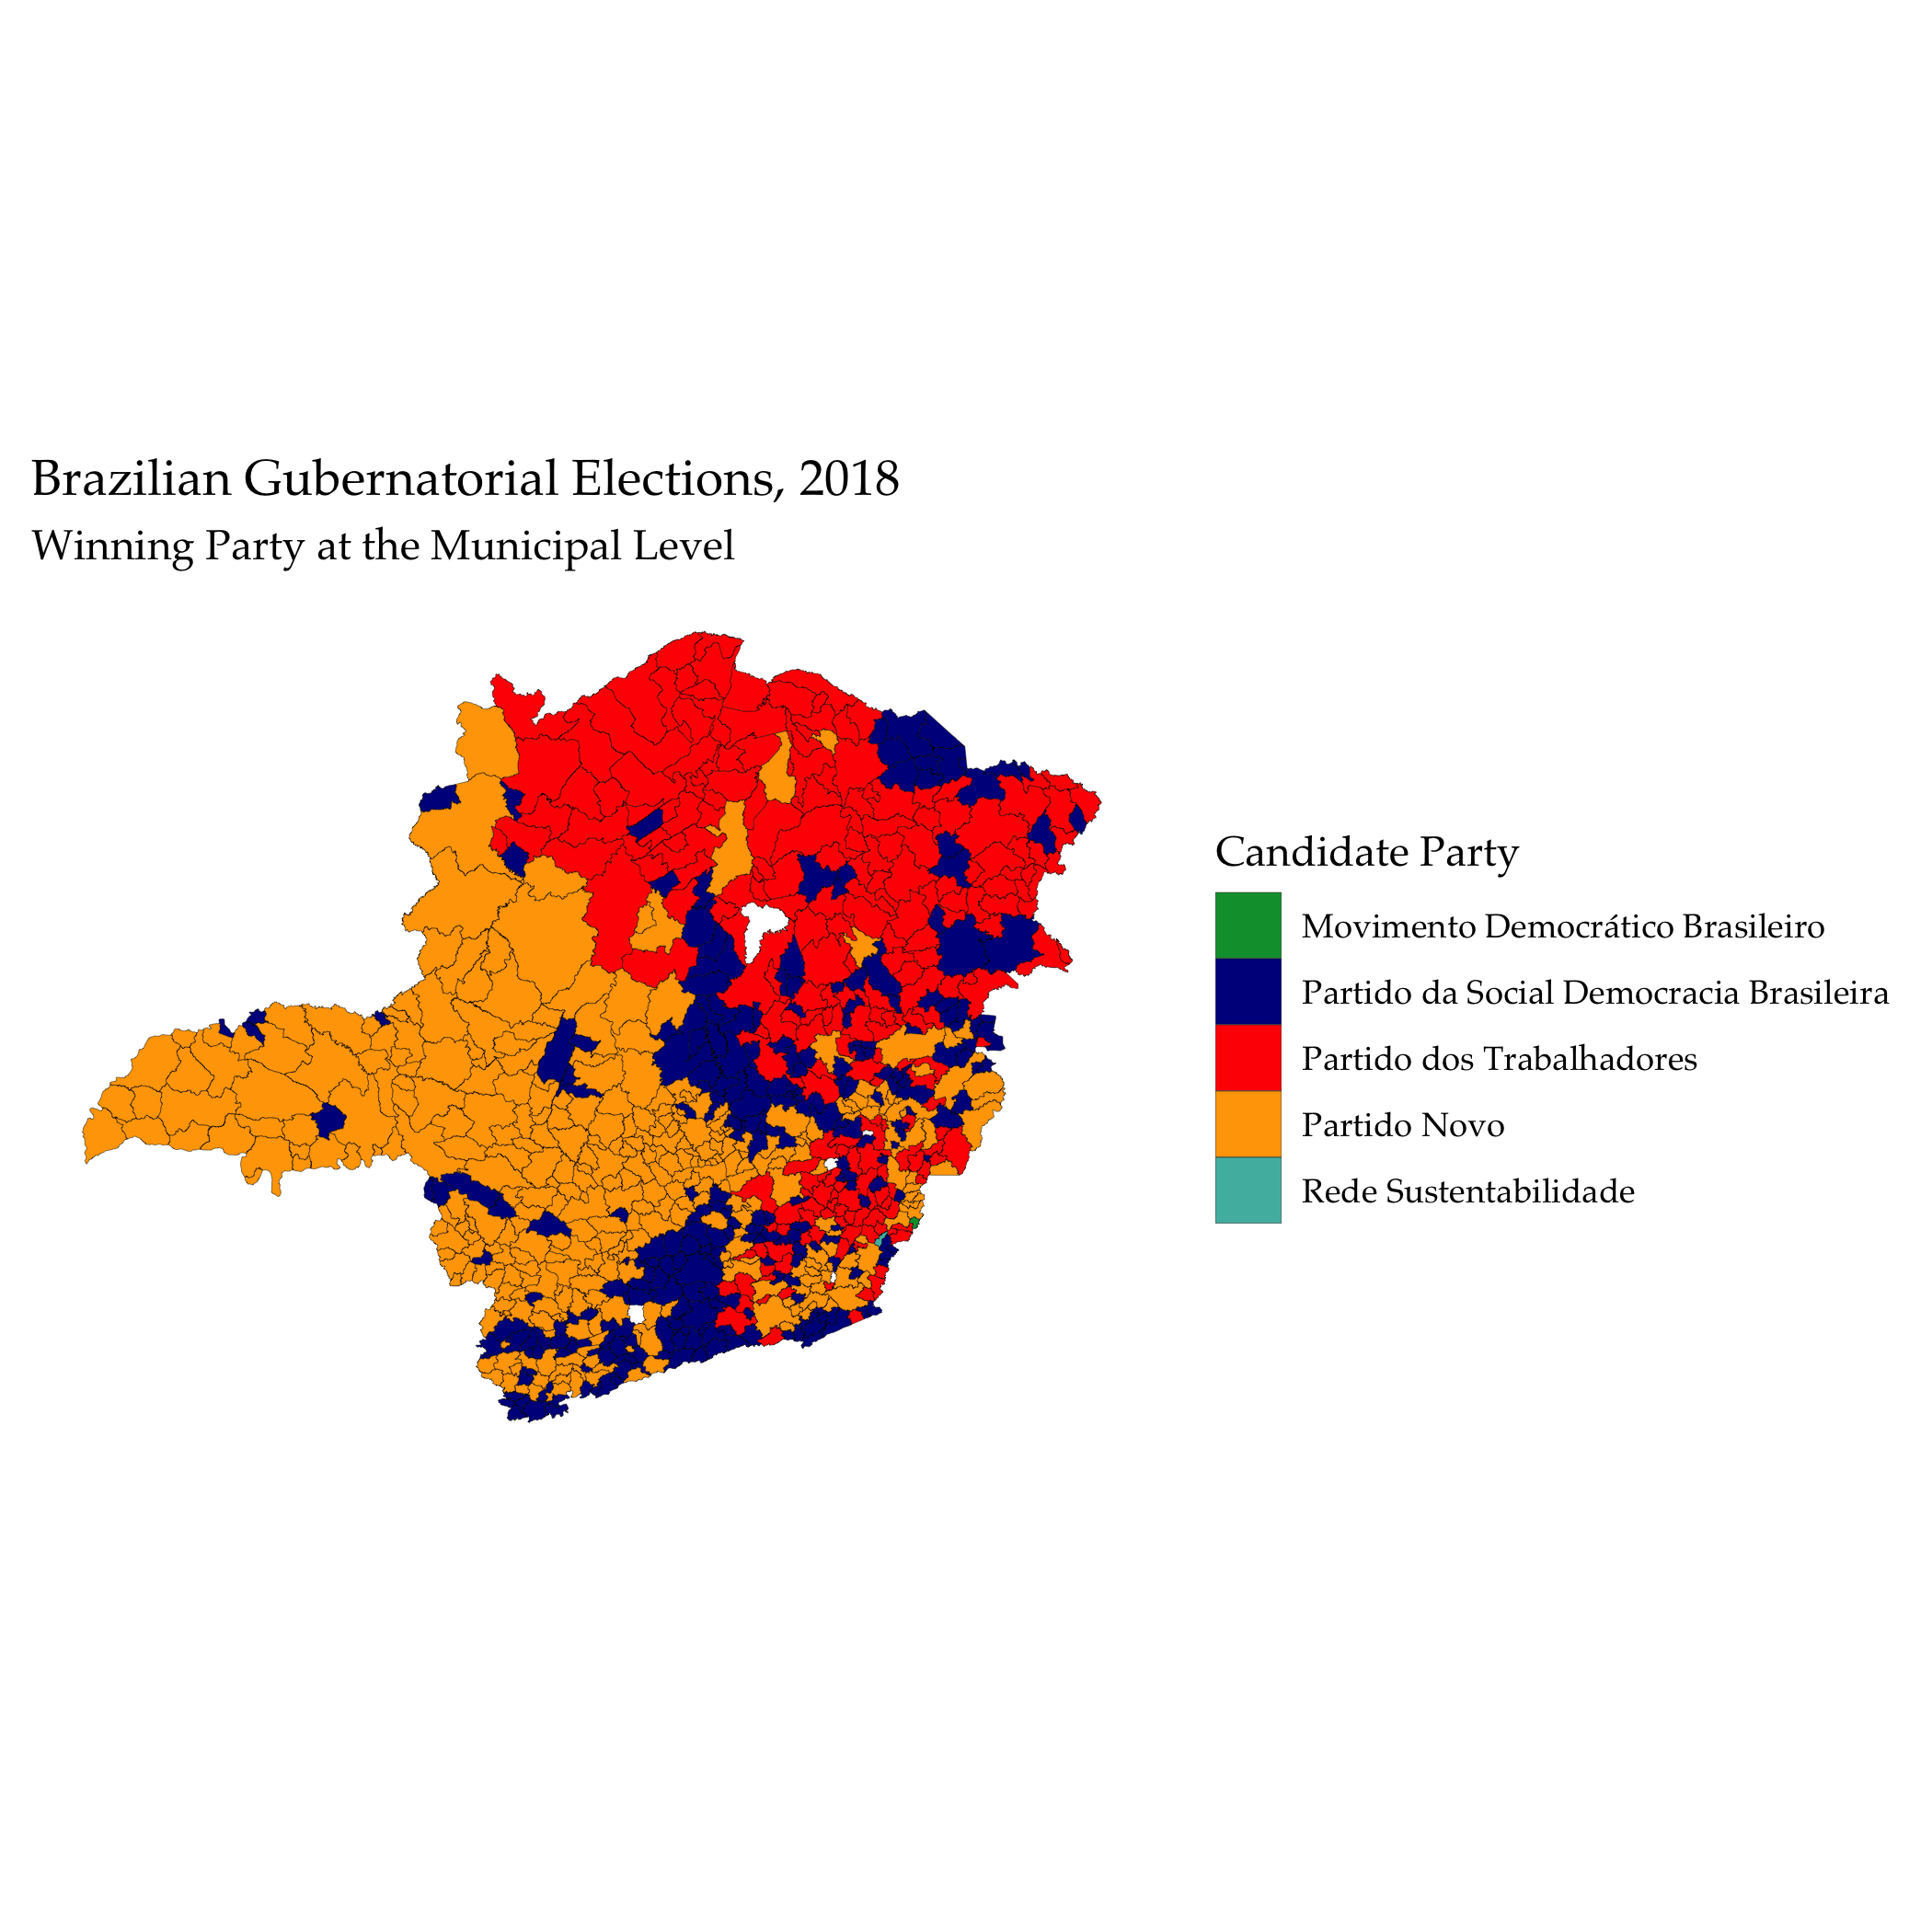 Brazilian Gubernatorial Elections, 2018
Winning Party at the Municipal Level
Candidate Party
Movimento Democrático Brasileiro
Partido da Social Democracia Brasileira
Partido dos Trabalhadores
Partido Novo
Rede Sustentabilidade